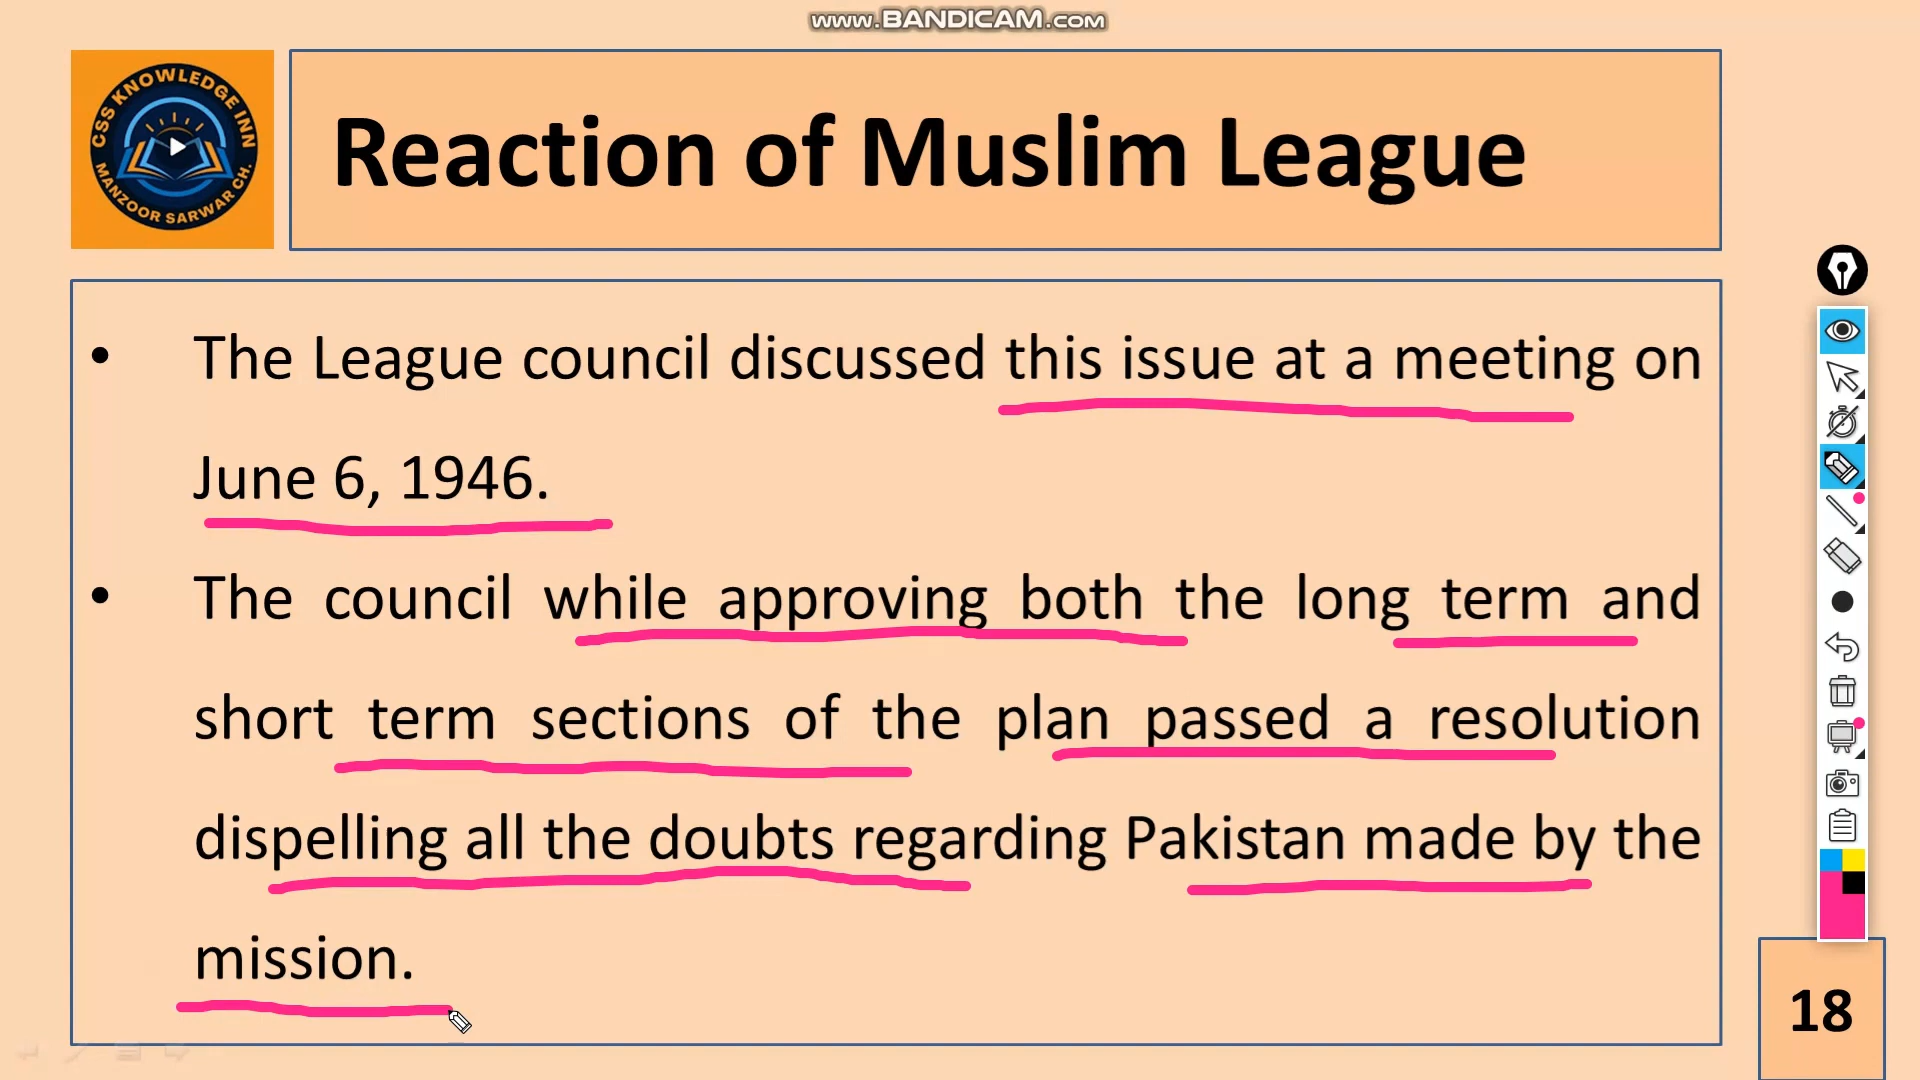 www.BANDICAM.com
CSS KNOWLEDGE INN
MANZOOR SARWAR CH.
Reaction of Muslim League
• The League council discussed this issue at a meeting on
June 6, 1946.
• The council while approving both the long term and
short term sections of the plan passed a resolution
dispelling all the doubts regarding Pakistan made by the
mission.
18